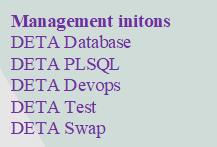 Management initons
DETA Database
DETA PLSQL
DETA Devops
DETA Test
DETA Swap